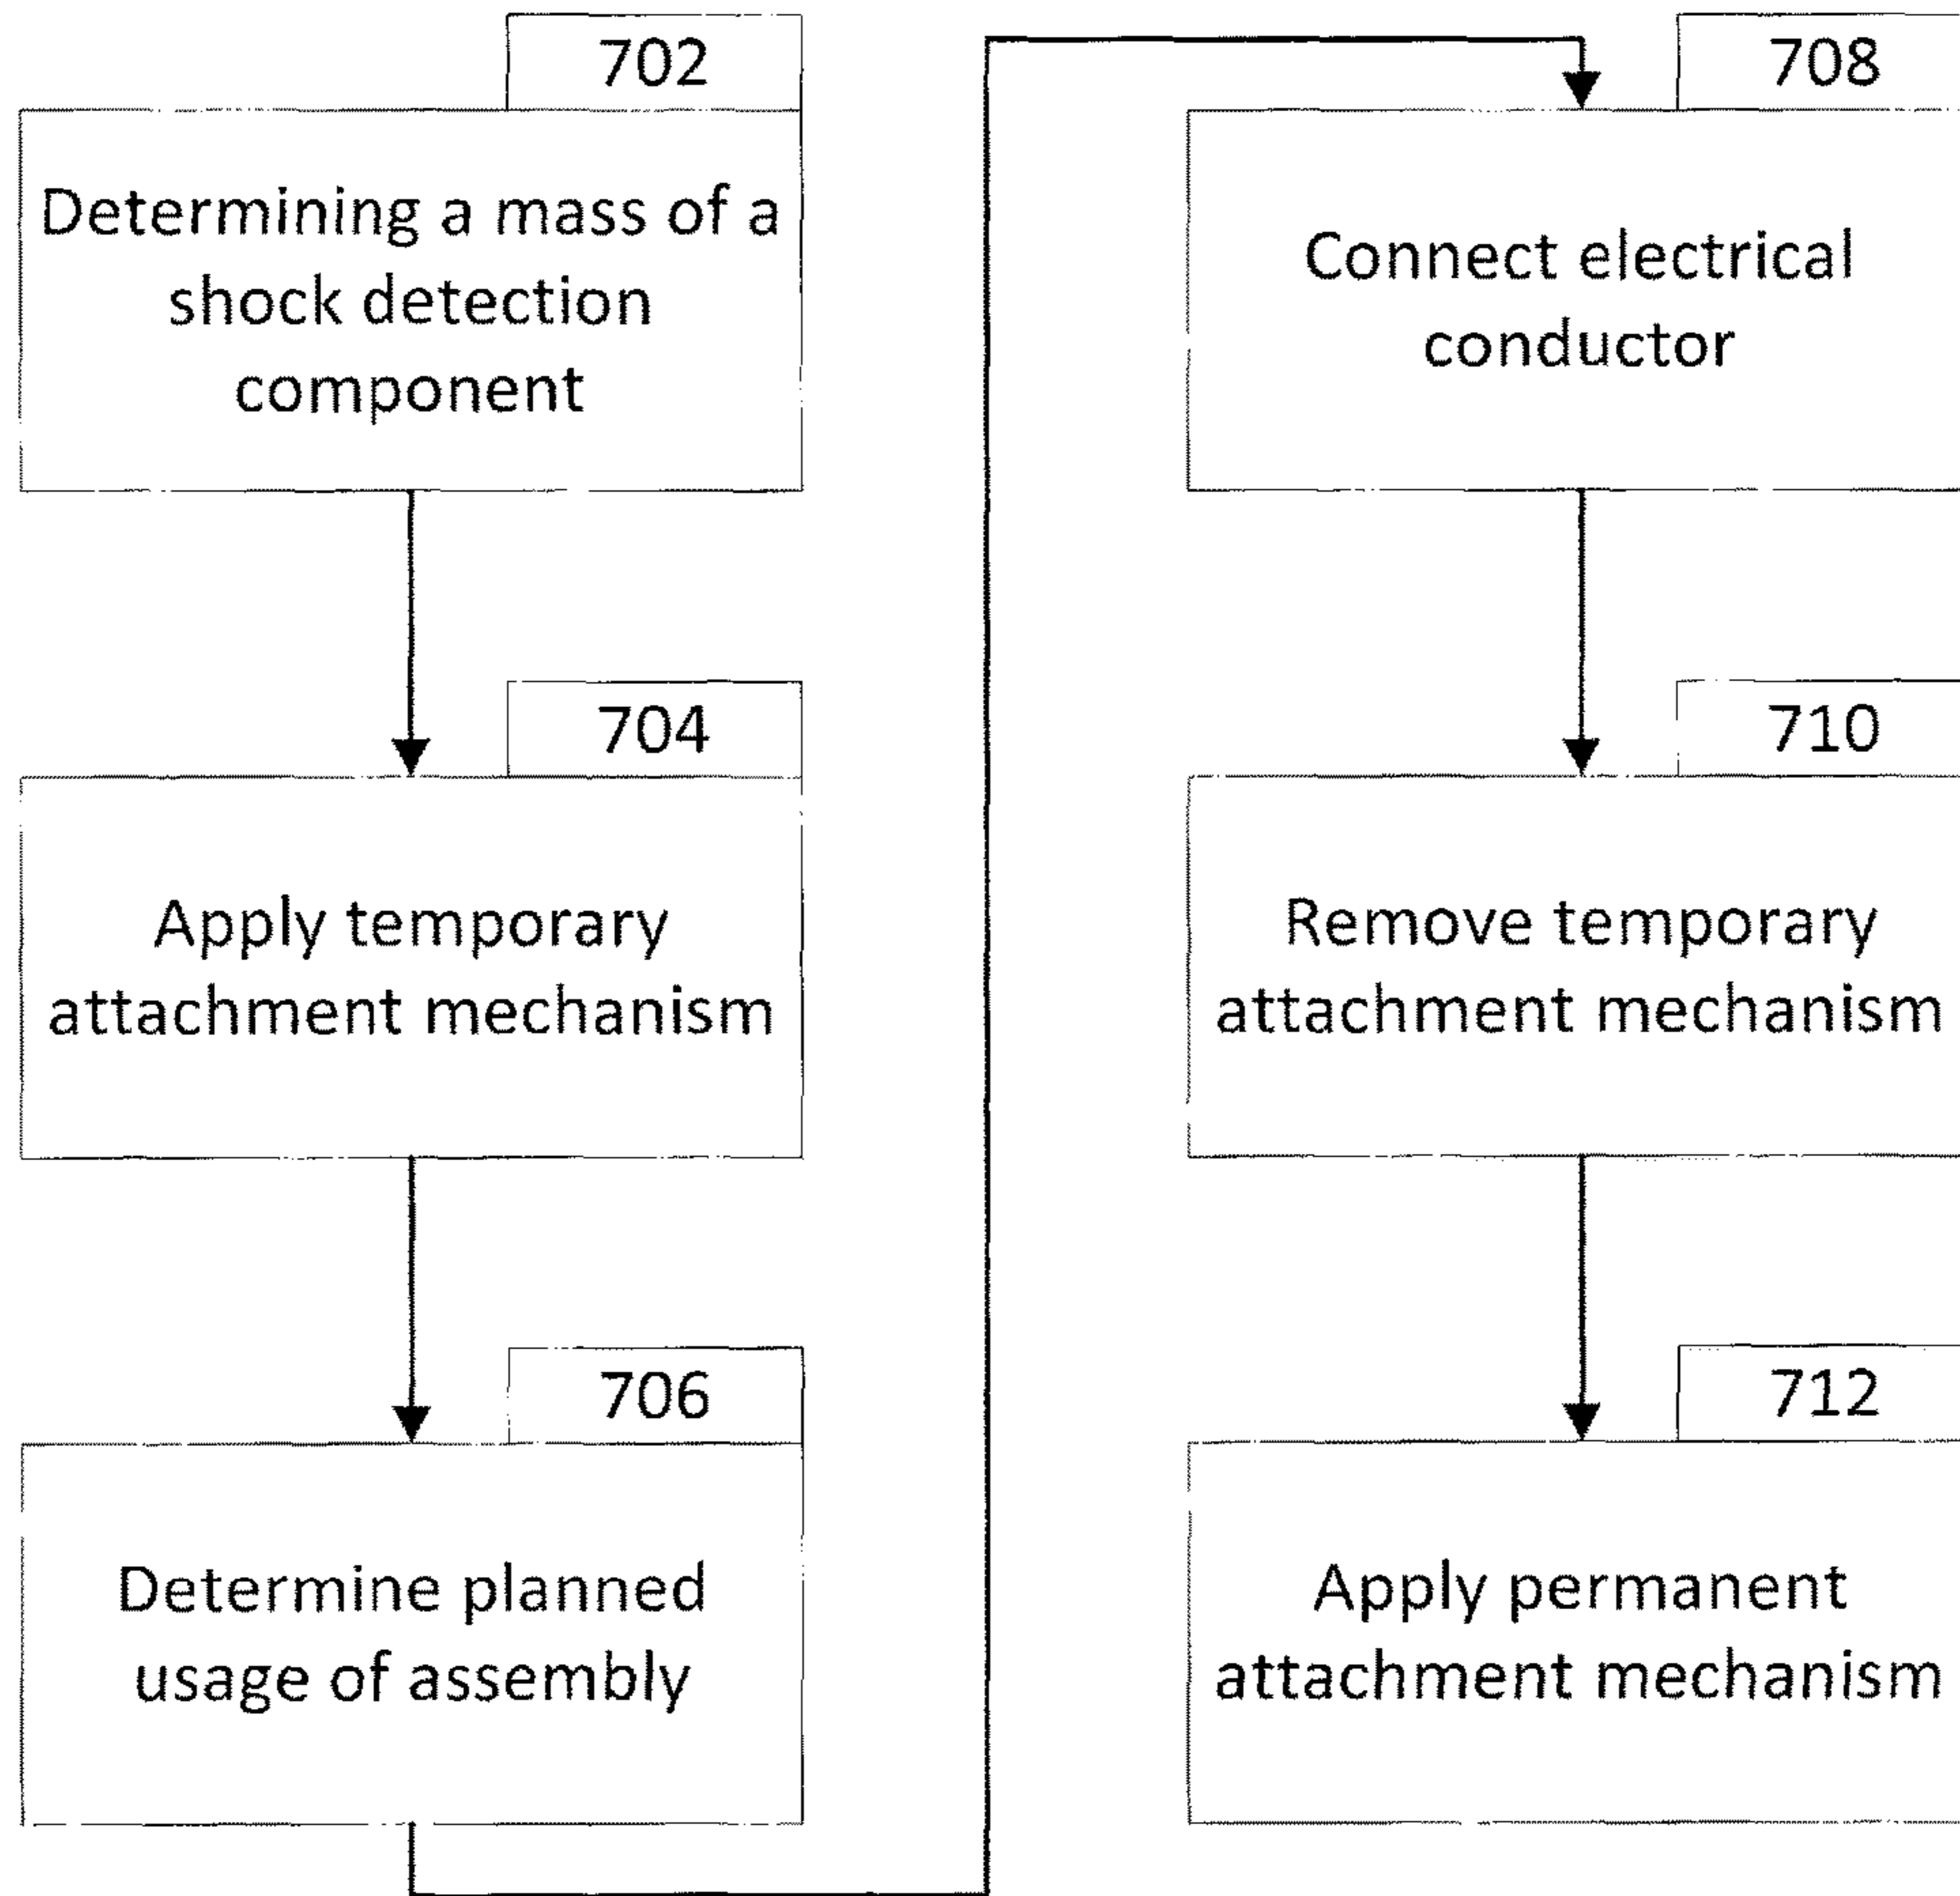 702
Determining a mass of a
shock detection
component
704
Apply temporary
attachment mechanism
706
Determine planned
usage of assembly
708
Connect electrical
conductor
710
Remove temporary
attachment mechanism
712
Apply permanent
attachment mechanism